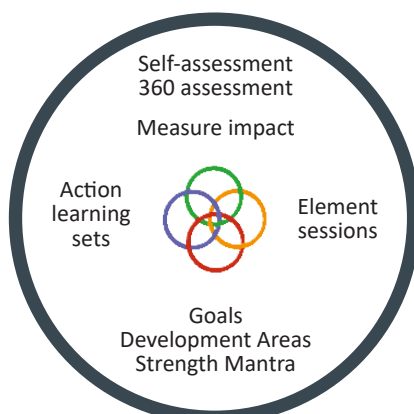 Self-assessment
360 assessment
Measure impact
Action
learning
sets
Element
sessions
Goals
Development Areas
Strength Mantra